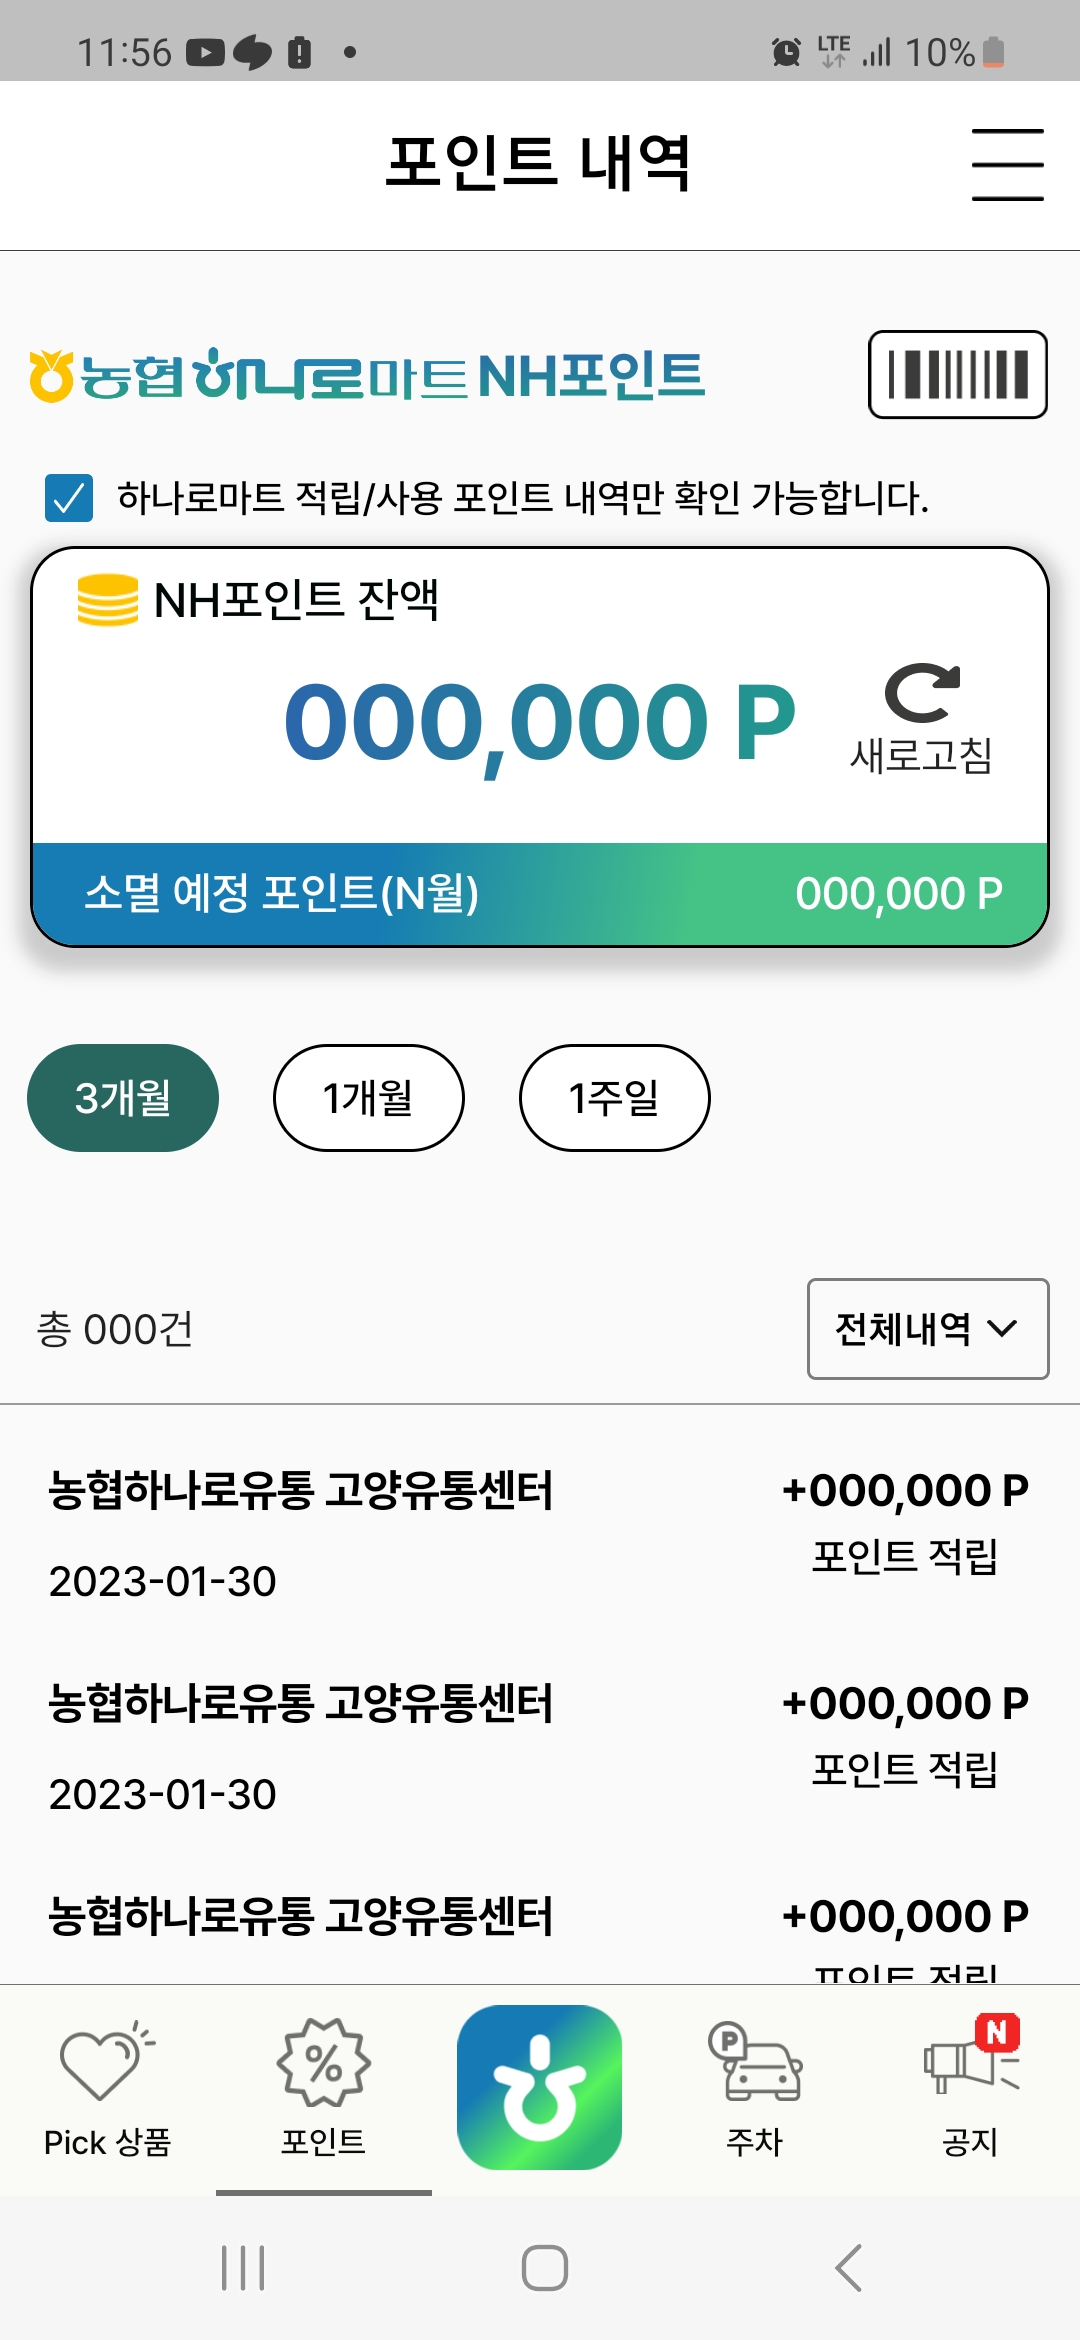 11:56
LTE 10%
포인트 내역
농협 하나로마트 NH포인트
하나로마트 적립/사용 포인트 내역만 확인 가능합니다.
NH포인트 잔액
000,000 P
새로고침
소멸 예정 포인트(N월) 000,000 P
3개월 1개월 1주일
총 000건 전체내역
농협하나로유통 고양유통센터 +000,000 P
포인트 적립
2023-01-30
농협하나로유통 고양유통센터 +000,000 P
포인트 적립
2023-01-30
농협하나로유통 고양유통센터 +000,000 P
포인트 적립
P % N
Pick 상품 포인트 주차 공지